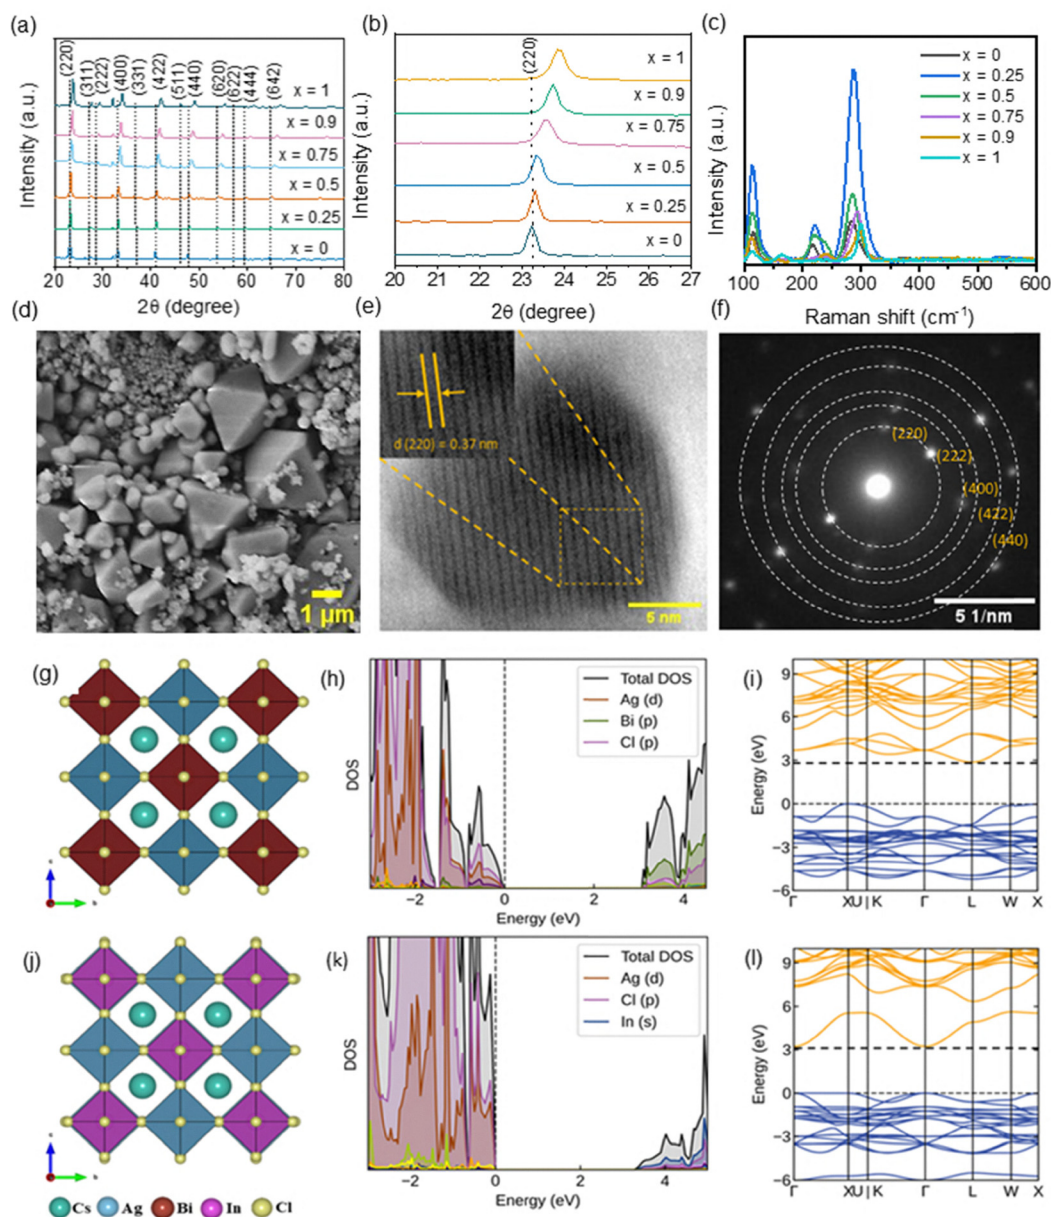 (a)
(220)
(311)
(222)
(400)
(331)
(422)
(511)
(440)
(620)
(622)
(444)
(642)
χ = 1
χ = 0.9
χ = 0.75
χ = 0.5
χ = 0.25
χ = 0
Intensity (a.u.)
20 30 40 50 60 70 80
2θ (degree)
(b)
(220)
χ = 1
χ = 0.9
χ = 0.75
χ = 0.5
χ = 0.25
χ = 0
Intensity (a.u.)
20 21 22 23 24 25 26 27
2θ (degree)
(c)
χ = 0
χ = 0.25
χ = 0.5
χ = 0.75
χ = 0.9
χ = 1
Intensity (a.u.)
100 200 300 400 500 600
Raman shift (cm⁻¹)
(d)
1 µm
(e)
d (220) = 0.37 nm
5 nm
(f)
(220)
(222)
(400)
(422)
(440)
5 1/nm
(g)
c
b
(h)
Total DOS
Ag (d)
Bi (p)
Cl (p)
DOS
−2 0 2 4
Energy (eV)
(i)
Energy (eV)
9
6
3
0
−3
−6
Γ XU|K Γ L W X
(j)
c
b
Cs Ag Bi In Cl
(k)
Total DOS
Ag (d)
Cl (p)
In (s)
DOS
−2 0 2 4
Energy (eV)
(l)
Energy (eV)
9
6
3
0
−3
−6
Γ XU|K Γ L W X